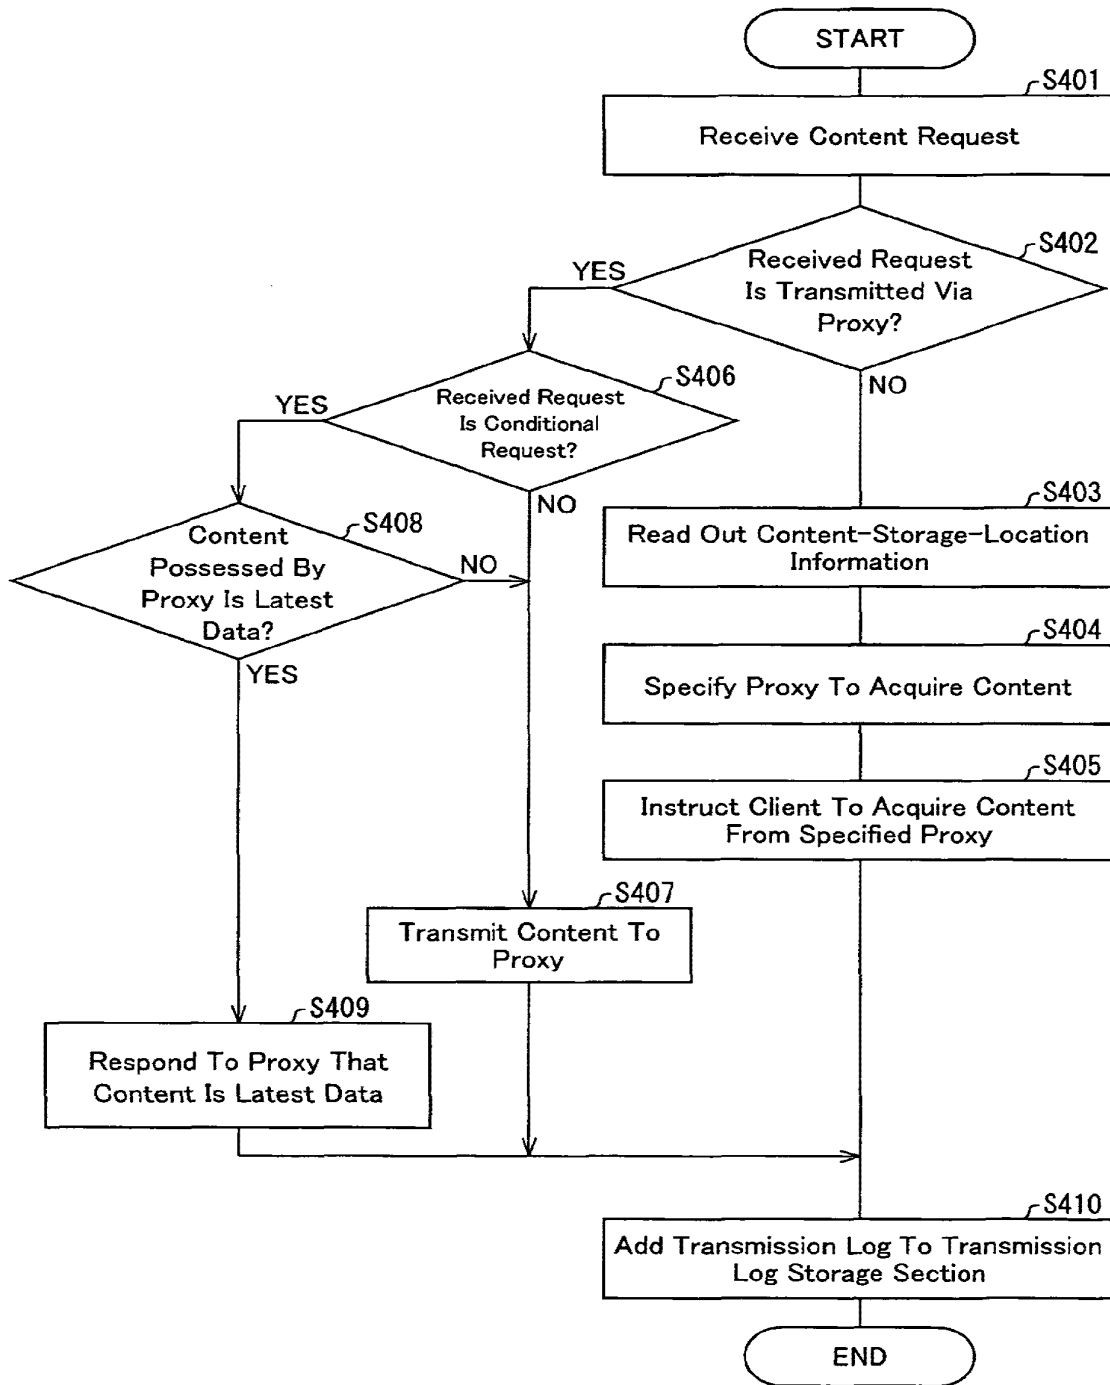 START
S401
Receive Content Request
S402
YES
Received Request
Is Transmitted Via
Proxy?
NO
S406
YES
Received Request
Is Conditional
Request?
NO
S403
Read Out Content-Storage-Location
Information
S408
Content
Possessed By
Proxy Is Latest
Data?
NO
YES
S404
Specify Proxy To Acquire Content
S405
Instruct Client To Acquire Content
From Specified Proxy
S407
Transmit Content To
Proxy
S409
Respond To Proxy That
Content Is Latest Data
S410
Add Transmission Log To Transmission
Log Storage Section
END